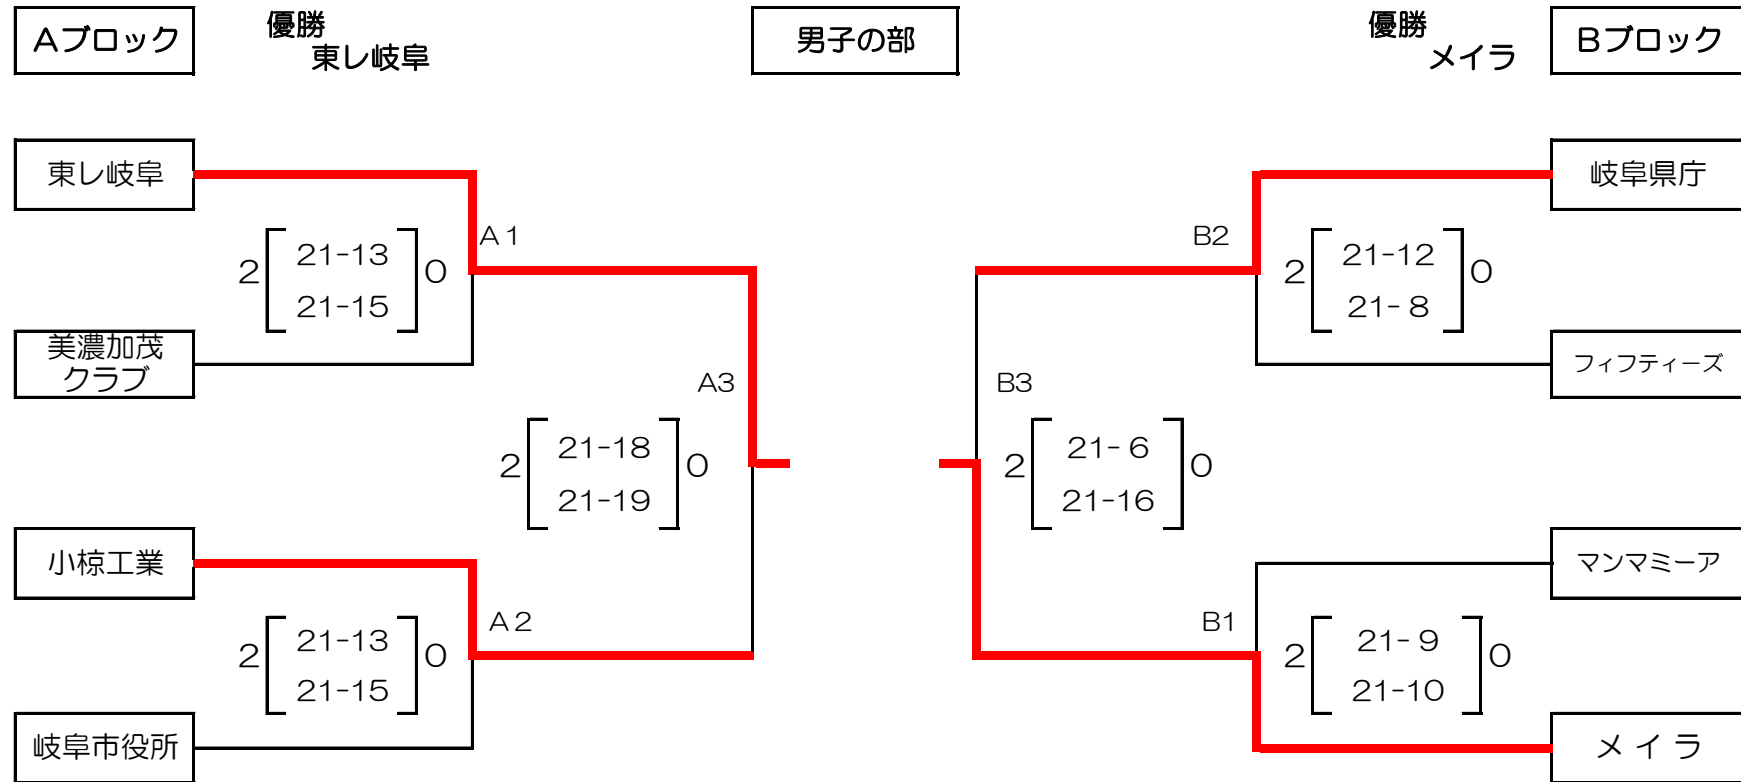 Aブロック
優勝
東レ岐阜
男子の部
優勝
メイラ
Bブロック
東レ岐阜
岐阜県庁
A1
B2
2 21-13 0
21-15
2 21-12 0
21- 8
美濃加茂
クラブ
フィフティーズ
A3
B3
2 21-18 0
21-19
2 21- 6 0
21-16
小椋工業
マンマミーア
A2
B1
2 21-13 0
21-15
2 21- 9 0
21-10
岐阜市役所
メイラ